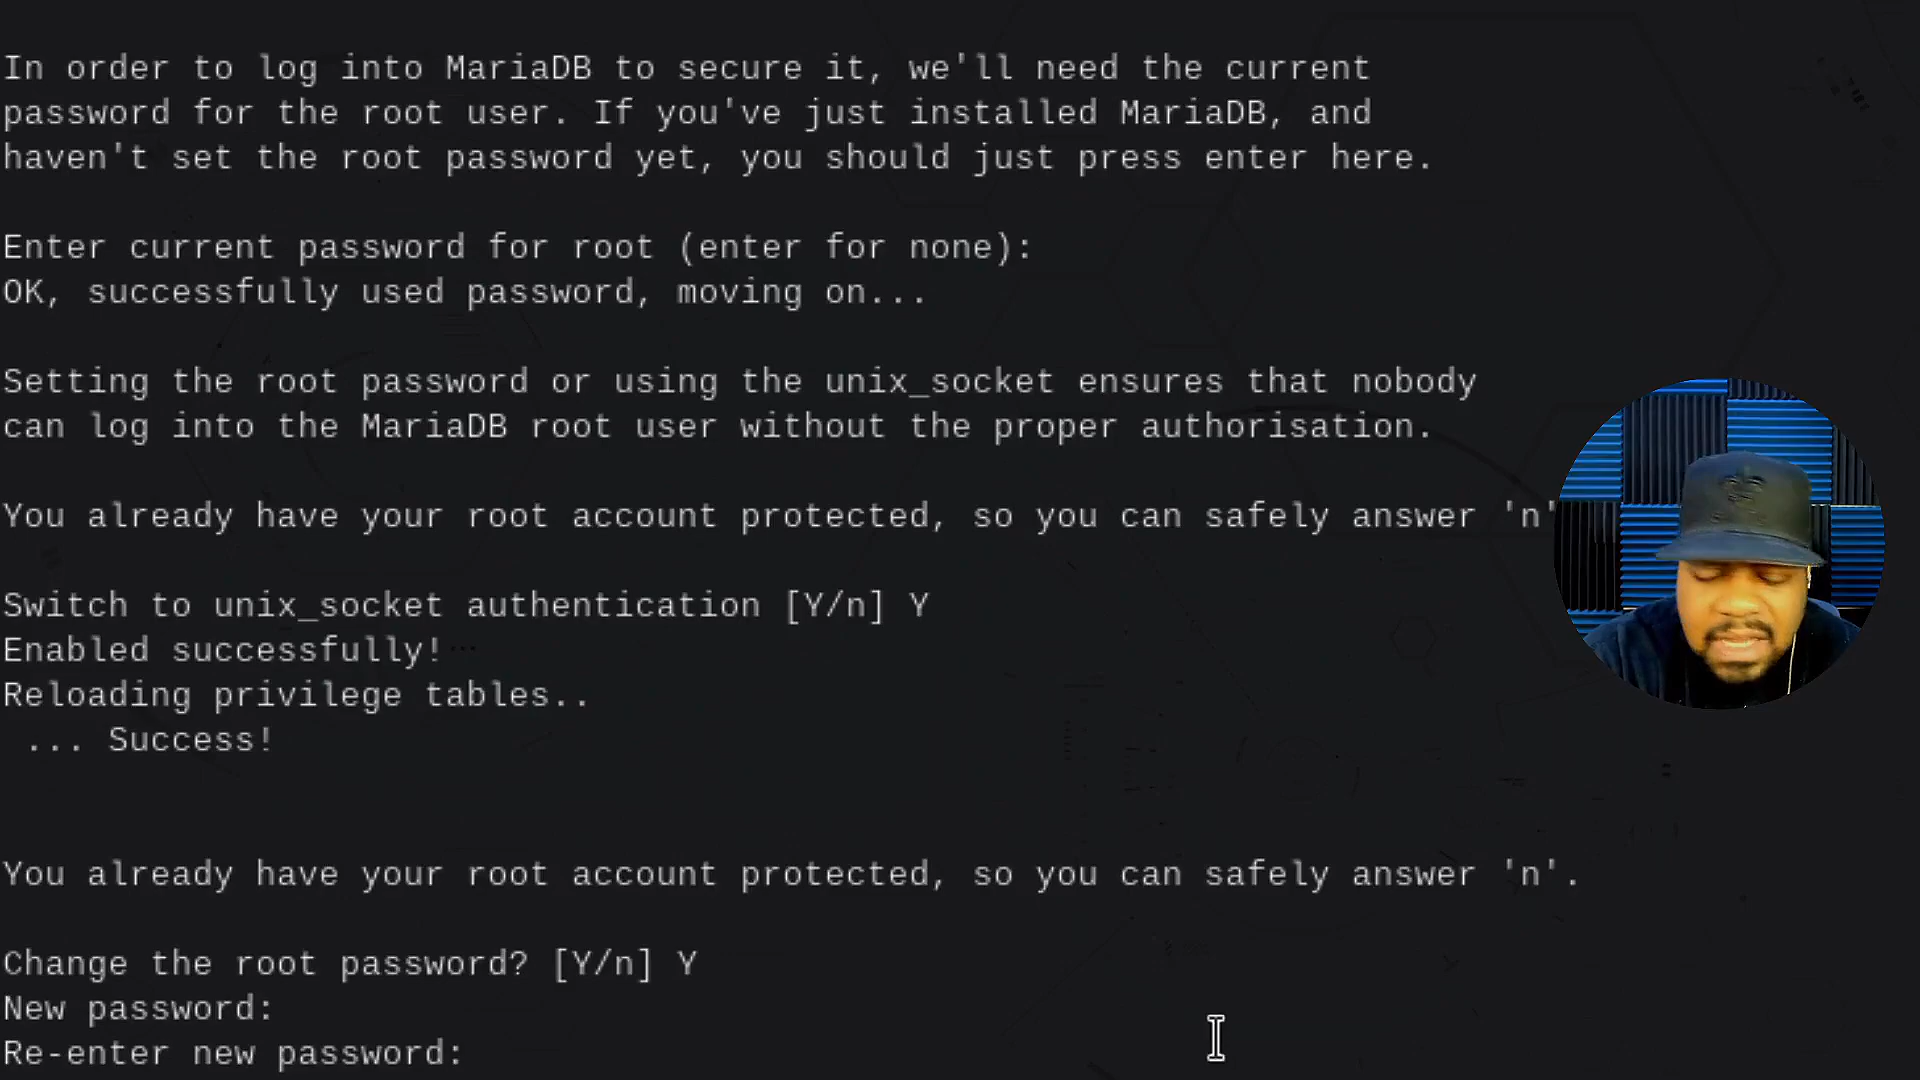 In order to log into MariaDB to secure it, we'll need the current
password for the root user. If you've just installed MariaDB, and
haven't set the root password yet, you should just press enter here.
Enter current password for root (enter for none):
OK, successfully used password, moving on...
Setting the root password or using the unix_socket ensures that nobody
can log into the MariaDB root user without the proper authorisation.
You already have your root account protected, so you can safely answer 'n'
Switch to unix_socket authentication [Y/n] Y
Enabled successfully!
Reloading privilege tables..
... Success!
You already have your root account protected, so you can safely answer 'n'.
Change the root password? [Y/n] Y
New password:
Re-enter new password: